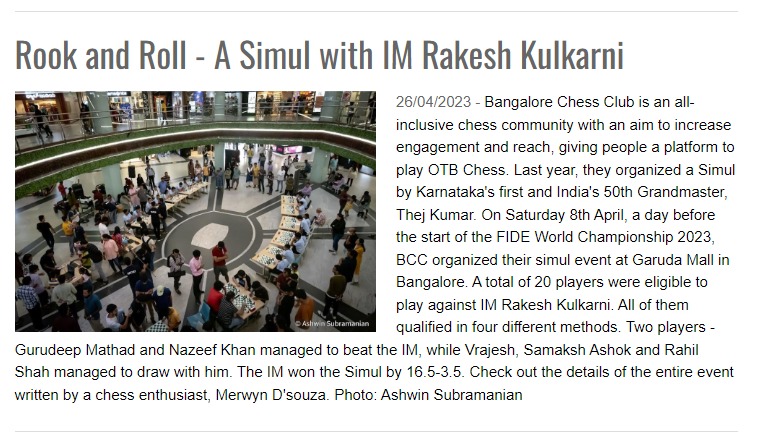 Rook and Roll - A Simul with IM Rakesh Kulkarni
26/04/2023 - Bangalore Chess Club is an all-
inclusive chess community with an aim to increase
engagement and reach, giving people a platform to
play OTB Chess. Last year, they organized a Simul
by Karnataka's first and India's 50th Grandmaster,
Thej Kumar. On Saturday 8th April, a day before
the start of the FIDE World Championship 2023,
BCC organized their simul event at Garuda Mall in
Bangalore. A total of 20 players were eligible to
play against IM Rakesh Kulkarni. All of them
qualified in four different methods. Two players -
Gurudeep Mathad and Nazeef Khan managed to beat the IM, while Vrajesh, Samaksh Ashok and Rahil
Shah managed to draw with him. The IM won the Simul by 16.5-3.5. Check out the details of the entire event
written by a chess enthusiast, Merwyn D'souza. Photo: Ashwin Subramanian
© Ashwin Subramanian